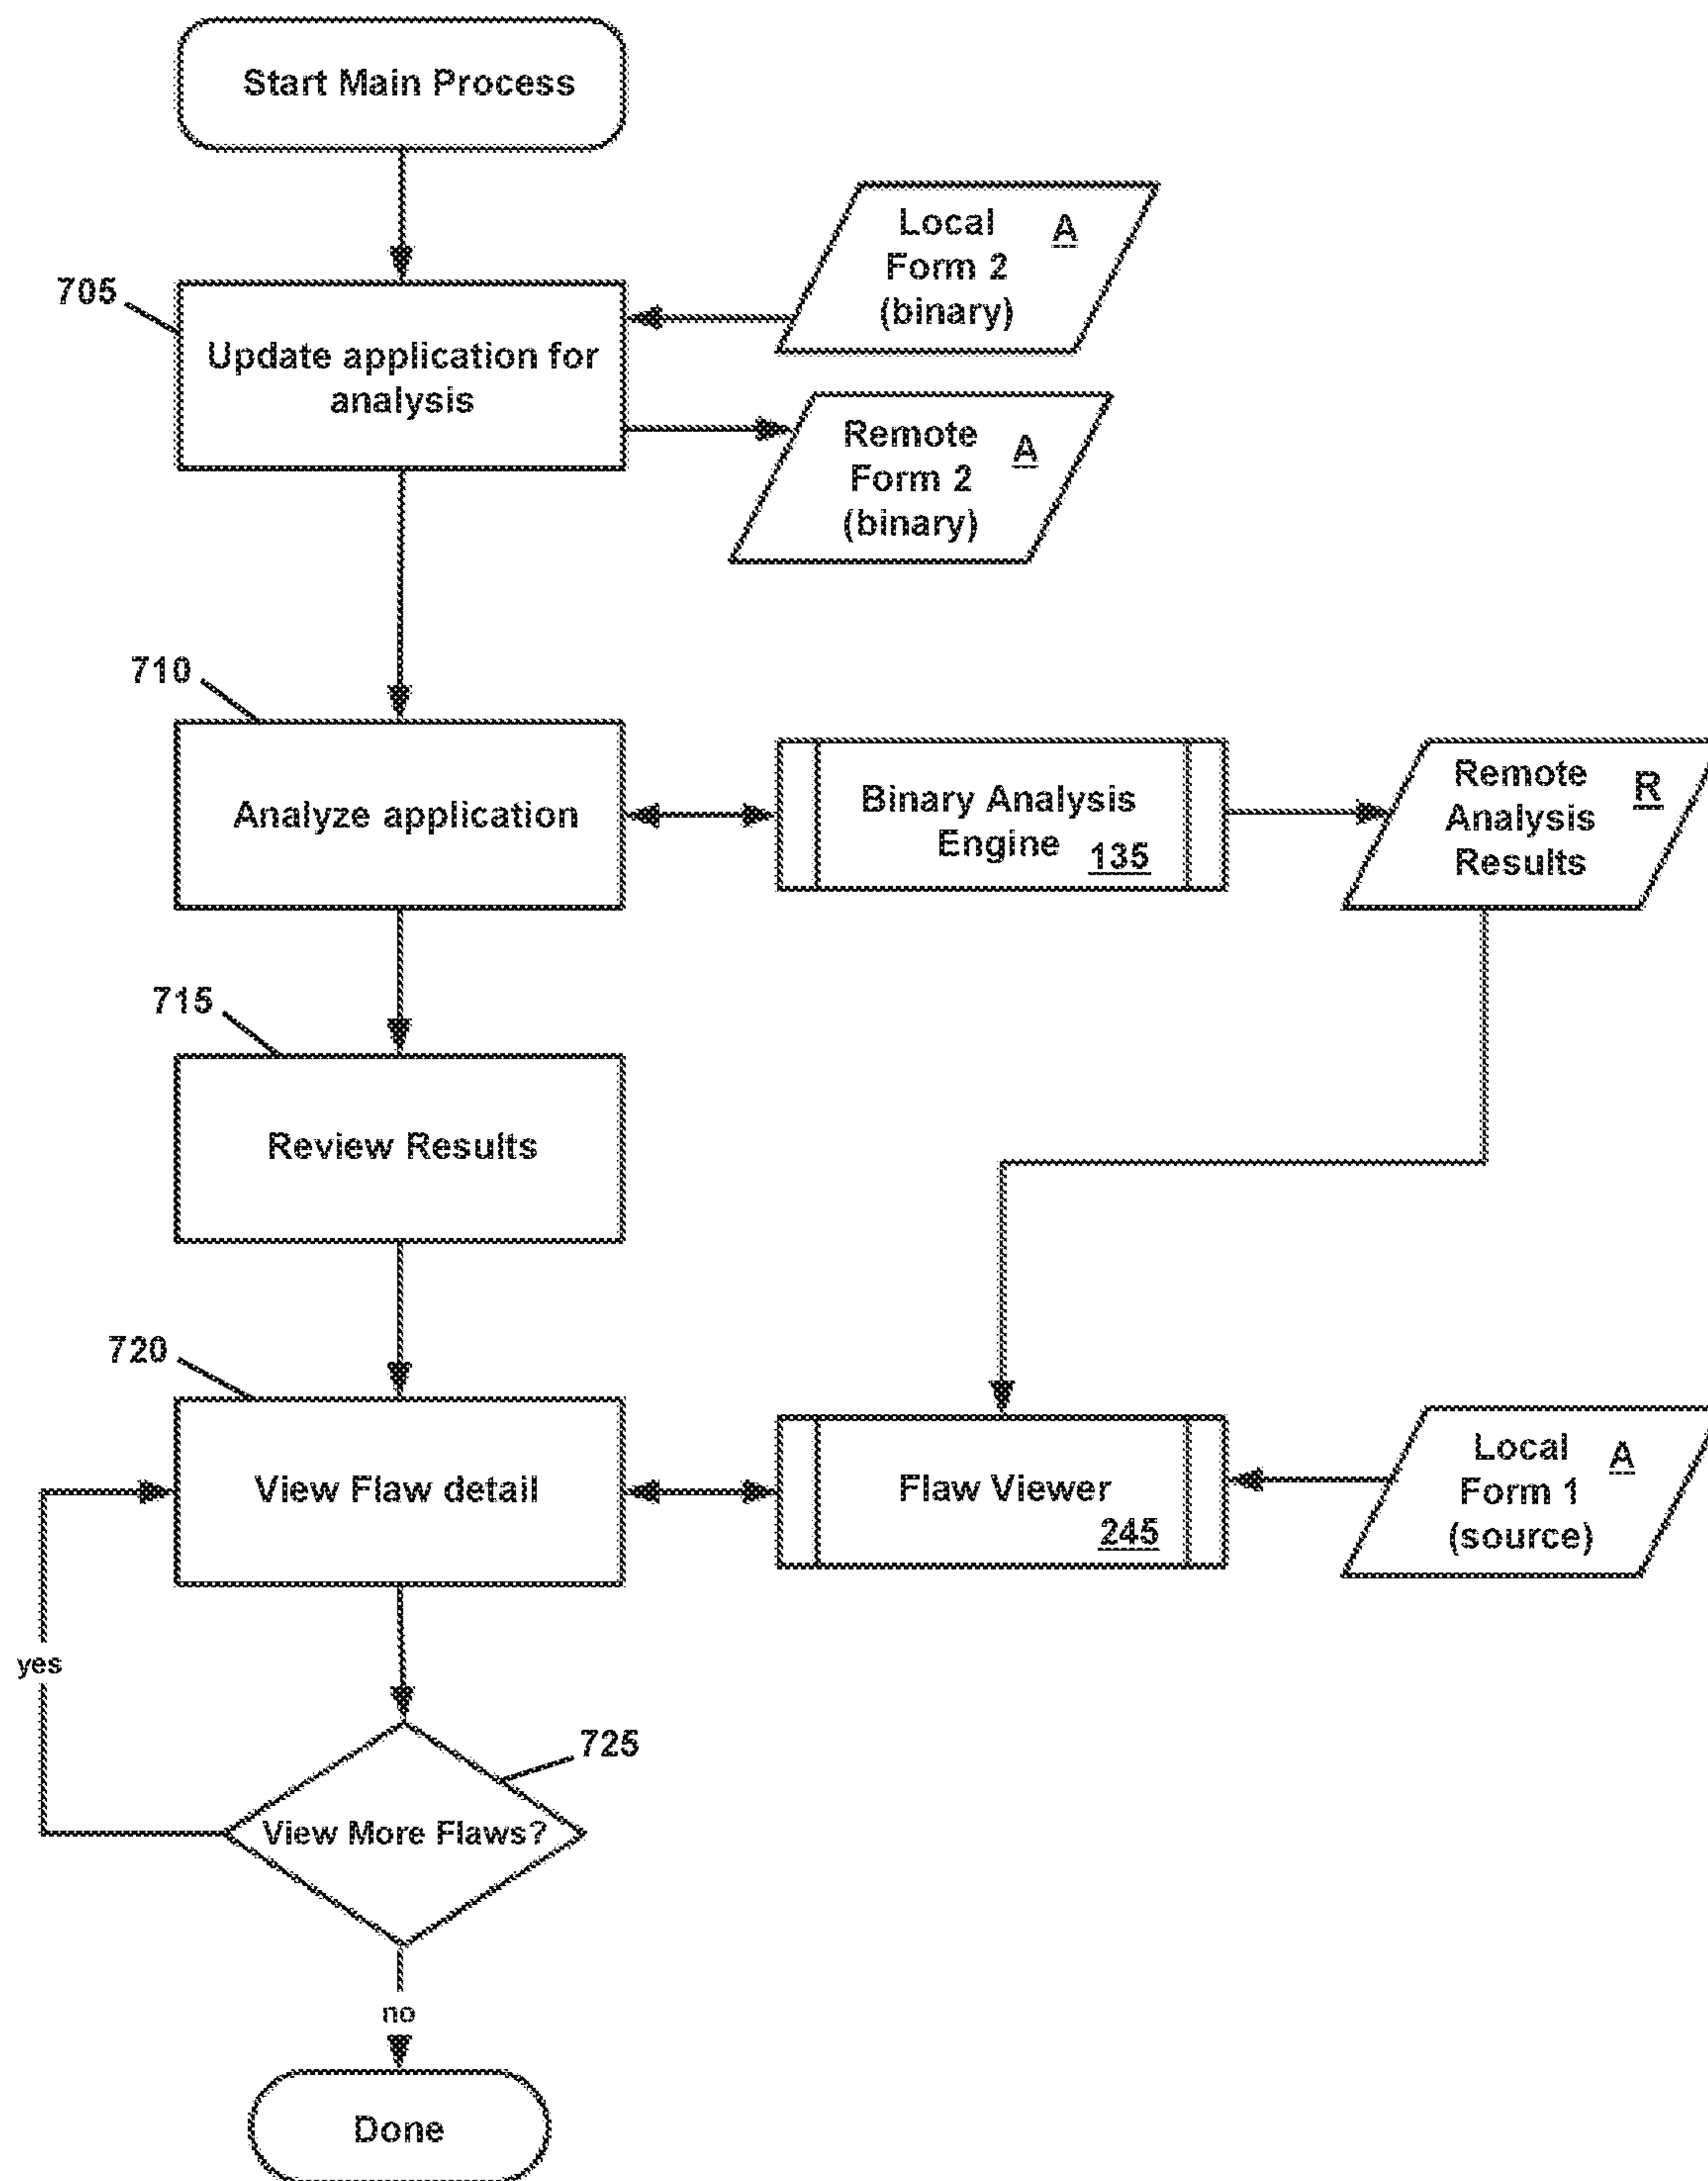 Start Main Process
Local
Form 2
(binary)
A
705
Update application for
analysis
Remote
Form 2
(binary)
A
710
Analyze application
Binary Analysis
Engine
135
Remote
Analysis
Results
R
715
Review Results
720
View Flaw detail
Flaw Viewer
245
Local
Form 1
(source)
A
yes
725
View More Flaws?
no
Done